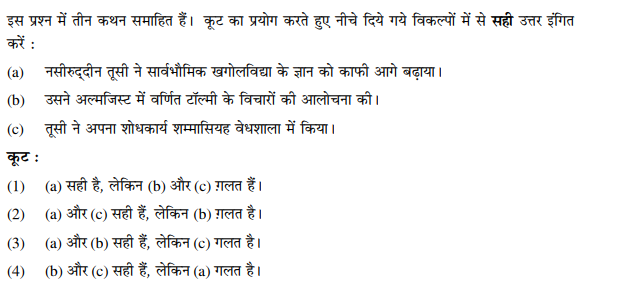 इस प्रश्न में तीन कथन समाहित हैं। कूट का प्रयोग करते हुए नीचे दिये गये विकल्पों में से सही उत्तर इंगित
करें :
(a) नसीरुद्दीन तूसी ने सार्वभौमिक खगोलविद्या के ज्ञान को काफी आगे बढ़ाया।
(b) उसने अल्मजिस्ट में वर्णित टॉल्मी के विचारों की आलोचना की।
(c) तूसी ने अपना शोधकार्य शम्मासियह वेधशाला में किया।
कूट :
(1) (a) सही है, लेकिन (b) और (c) ग़लत हैं।
(2) (a) और (c) सही हैं, लेकिन (b) ग़लत है।
(3) (a) और (b) सही हैं, लेकिन (c) गलत है।
(4) (b) और (c) सही हैं, लेकिन (a) गलत है।